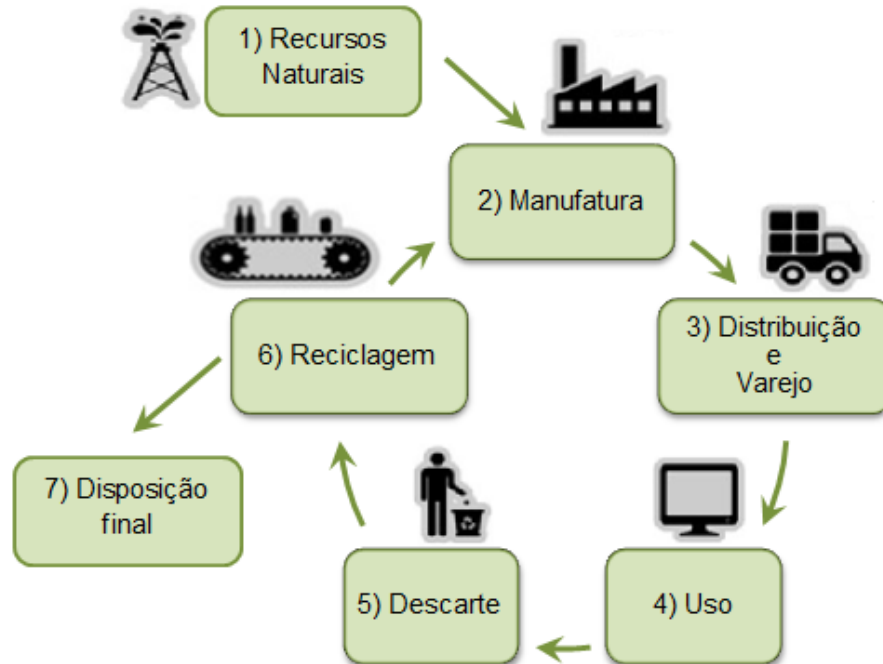 1) Recursos
Naturais
2) Manufatura
3) Distribuição
e
Varejo
4) Uso
5) Descarte
6) Reciclagem
7) Disposição
final